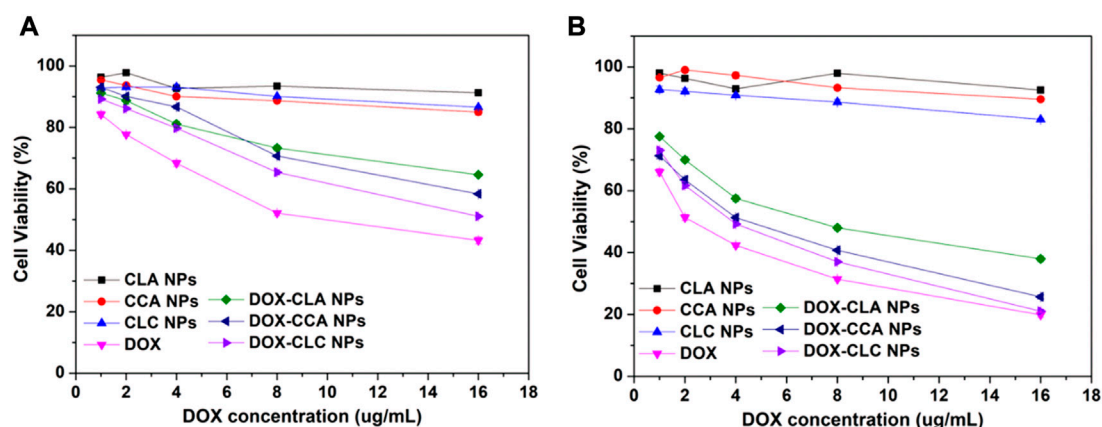 A
Cell Viability (%)
100
80
60
40
20
0
CLA NPs
CCA NPs
CLC NPs
DOX
DOX-CLA NPs
DOX-CCA NPs
DOX-CLC NPs
0 2 4 6 8 10 12 14 16 18
DOX concentration (ug/mL)
B
Cell Viability (%)
100
80
60
40
20
0
CLA NPs
CCA NPs
CLC NPs
DOX
DOX-CLA NPs
DOX-CCA NPs
DOX-CLC NPs
0 2 4 6 8 10 12 14 16 18
DOX concentration (ug/mL)